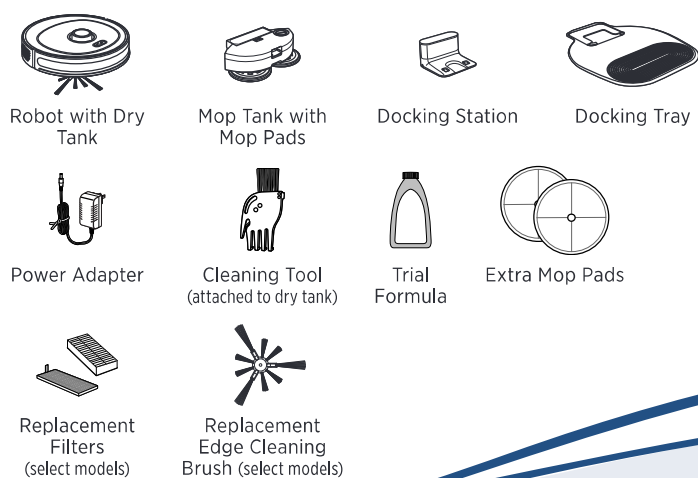 Robot with Dry
Tank
Mop Tank with
Mop Pads
Docking Station
Docking Tray
Power Adapter
Cleaning Tool
(attached to dry tank)
Trial
Formula
Extra Mop Pads
Replacement
Filters
(select models)
Replacement
Edge Cleaning
Brush (select models)